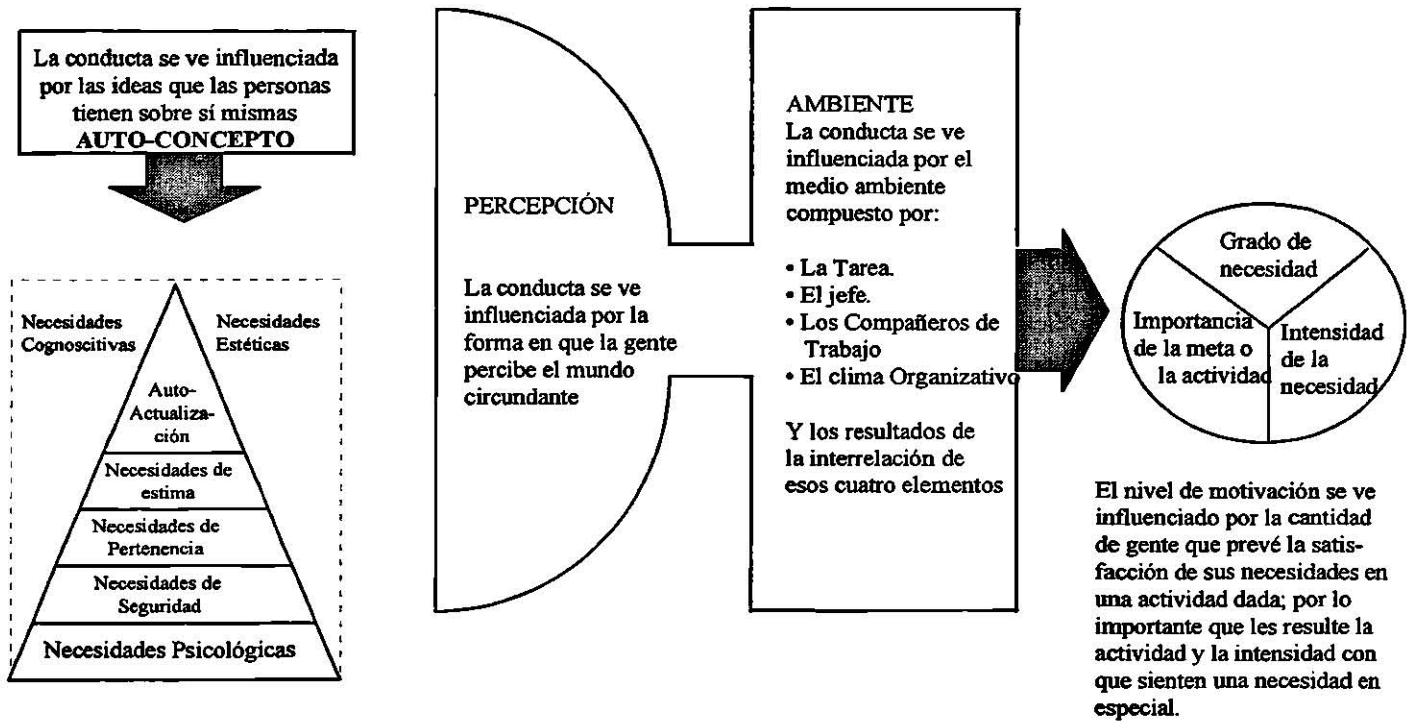 La conducta se ve influenciada
por las ideas que las personas
tienen sobre sí mismas
AUTO-CONCEPTO
Necesidades
Cognoscitivas
Necesidades
Estéticas
Auto-
Actualiza-
ción
Necesidades de
estima
Necesidades de
Pertenencia
Necesidades de
Seguridad
Necesidades Psicológicas
PERCEPCIÓN
La conducta se ve
influenciada por la
forma en que la gente
percibe el mundo
circundante
AMBIENTE
La conducta se ve
influenciada por el
medio ambiente
compuesto por:
• La Tarea.
• El jefe.
• Los Compañeros de
Trabajo
• El clima Organizativo
Y los resultados de
la interrelación de
esos cuatro elementos
Grado de
necesidad
Importancia
de la meta o
la actividad
Intensidad
de la
necesidad
El nivel de motivación se ve
influenciado por la cantidad
de gente que prevé la satis-
facción de sus necesidades en
una actividad dada; por lo
importante que les resulte la
actividad y la intensidad con
que sienten una necesidad en
especial.